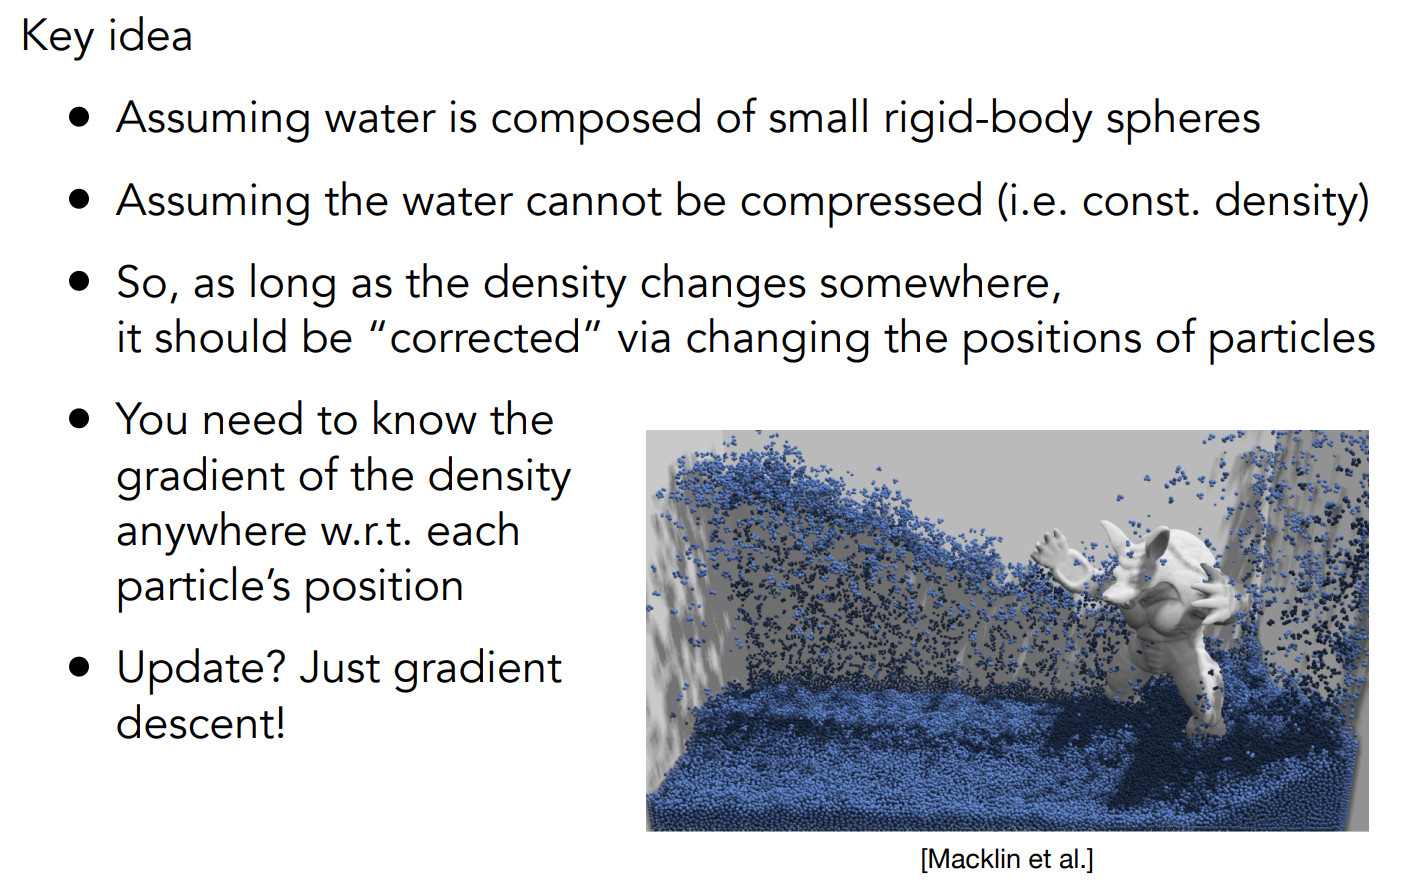 Key idea
● Assuming water is composed of small rigid-body spheres
● Assuming the water cannot be compressed (i.e. const. density)
● So, as long as the density changes somewhere,
it should be “corrected” via changing the positions of particles
● You need to know the
gradient of the density
anywhere w.r.t. each
particle’s position
● Update? Just gradient
descent!
[Macklin et al.]